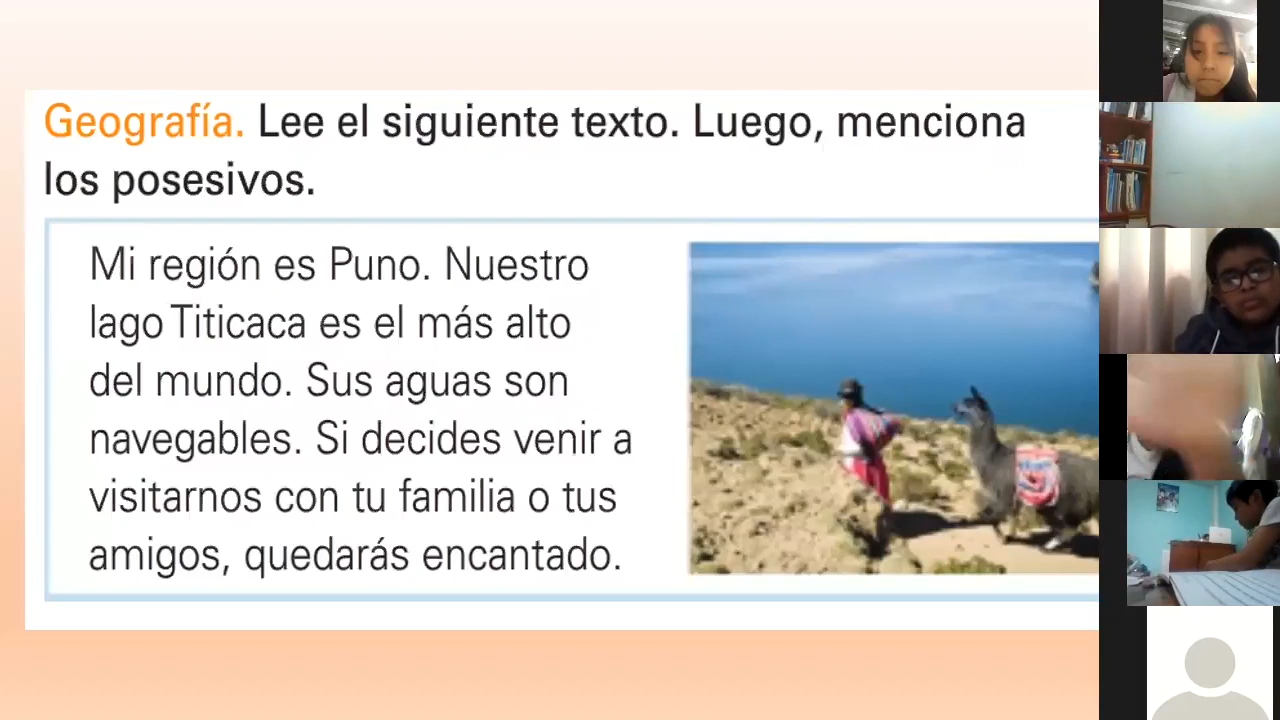 Geografía. Lee el siguiente texto. Luego, menciona
los posesivos.
Mi región es Puno. Nuestro
lago Titicaca es el más alto
del mundo. Sus aguas son
navegables. Si decides venir a
visitarnos con tu familia o tus
amigos, quedarás encantado.